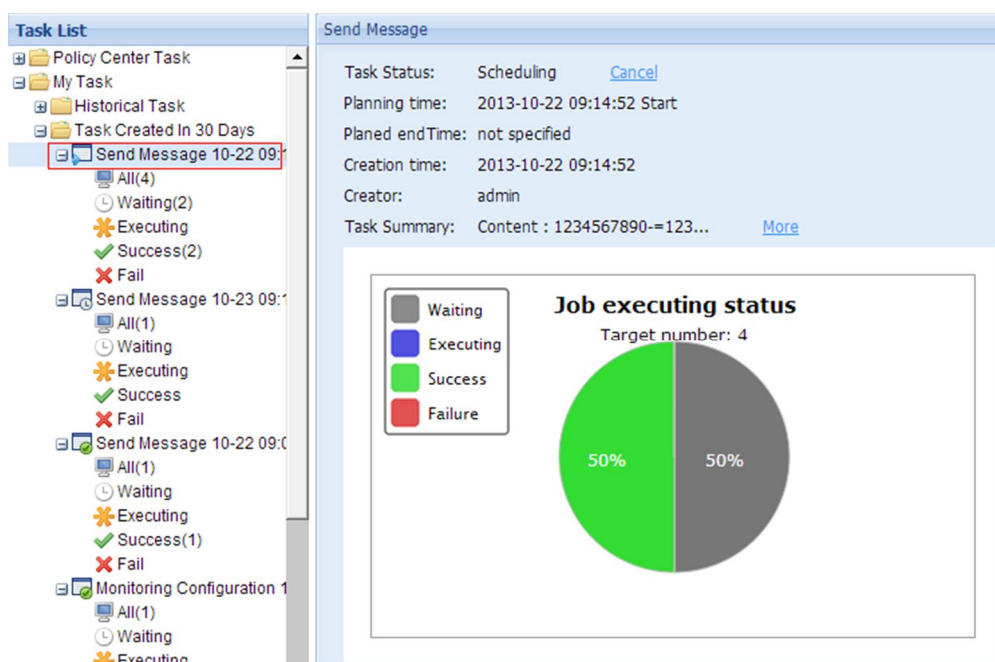 Task List
Policy Center Task
My Task
Historical Task
Task Created In 30 Days
Send Message 10-22 09:
All(4)
Waiting(2)
Executing
Success(2)
Fail
Send Message 10-23 09:
All(1)
Waiting
Executing
Success
Fail
Send Message 10-22 09:0
All(1)
Waiting
Executing
Success(1)
Fail
Monitoring Configuration 1
All(1)
Waiting
Executing
Send Message
Task Status: Scheduling Cancel
Planning time: 2013-10-22 09:14:52 Start
Planed endTime: not specified
Creation time: 2013-10-22 09:14:52
Creator: admin
Task Summary: Content : 1234567890-=123... More
Waiting
Executing
Success
Failure
Job executing status
Target number: 4
50%
50%